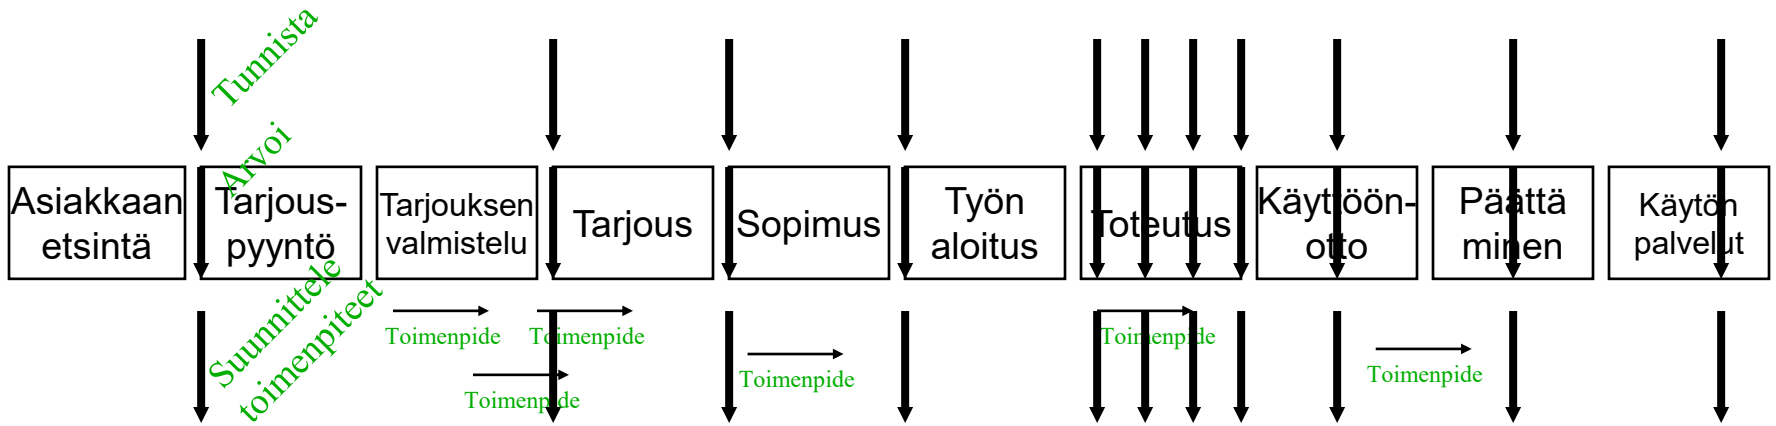 Tunnista
Arvoi
Asiakkaan
etsintä
Tarjous-
pyyntö
Tarjouksen
valmistelu
Tarjous
Sopimus
Työn
aloitus
Toteutus
Käyttöön-
otto
Päättä
minen
Käytön
palvelut
Suunnittele
toimenpiteet
Toimenpide
Toimenpide
Toimenpide
Toimenpide
Toimenpide
Toimenpide